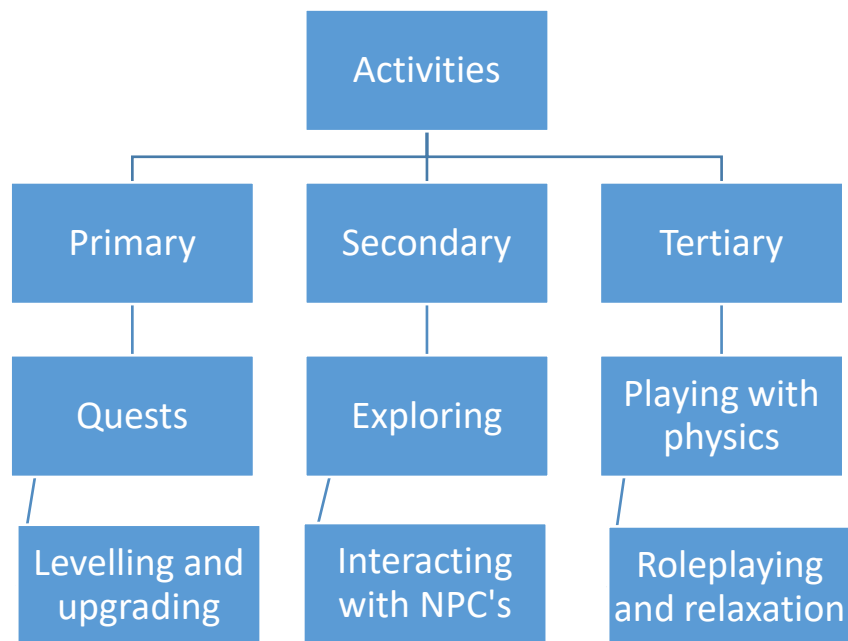 Activities
Primary
Secondary
Tertiary
Quests
Exploring
Playing with
physics
Levelling and
upgrading
Interacting
with NPC's
Roleplaying
and relaxation